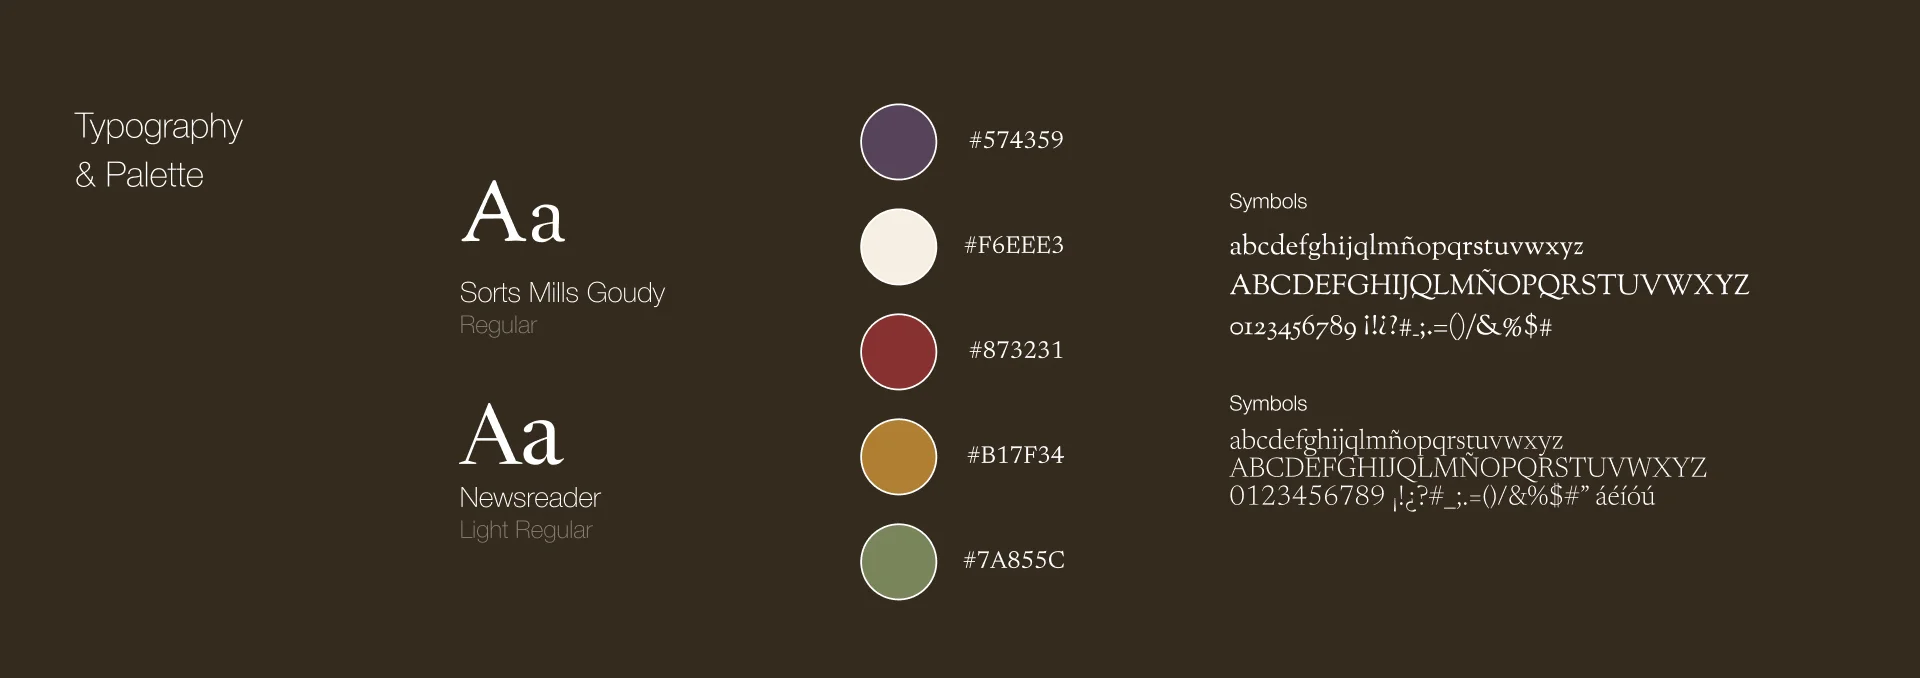 Typography
& Palette
Aa
Sorts Mills Goudy
Regular
Aa
Newsreader
Light Regular
#574359
#F6EEE3
#873231
#B17F34
#7A855C
Symbols
abcdefghijqlmñopqrstuvwxyz
ABCDEFGHIJQLMÑOPQRSTUVWXYZ
0123456789 ¡!¿?#_;.=()/&%$#
Symbols
abcdefghijqlmñopqrstuvwxyz
ABCDEFGHIJQLMÑOPQRSTUVWXYZ
0123456789 ¡!¿?#_;.=()/&%$#” áéíóú